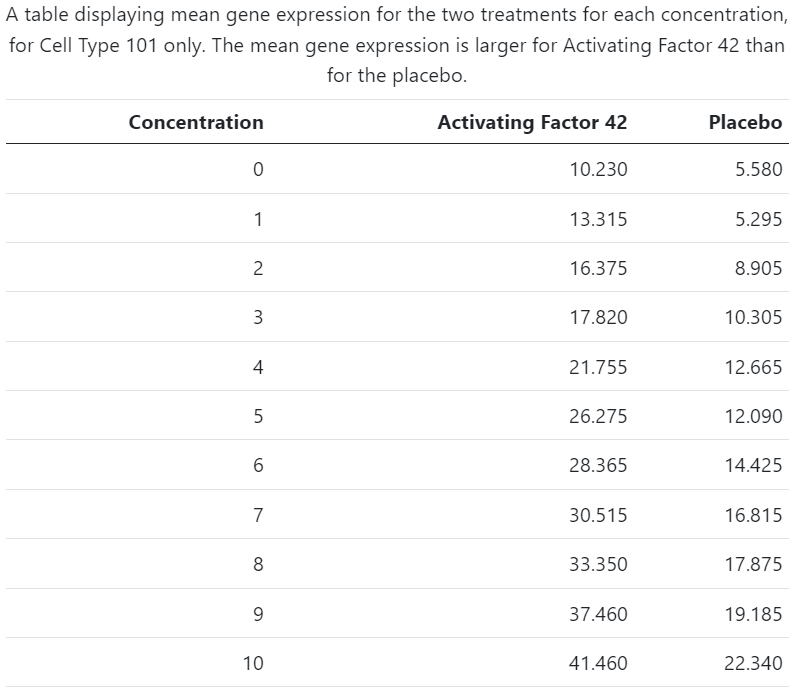 A table displaying mean gene expression for the two treatments for each concentration,
for Cell Type 101 only. The mean gene expression is larger for Activating Factor 42 than
for the placebo.
Concentration Activating Factor 42 Placebo
0 10.230 5.580
1 13.315 5.295
2 16.375 8.905
3 17.820 10.305
4 21.755 12.665
5 26.275 12.090
6 28.365 14.425
7 30.515 16.815
8 33.350 17.875
9 37.460 19.185
10 41.460 22.340